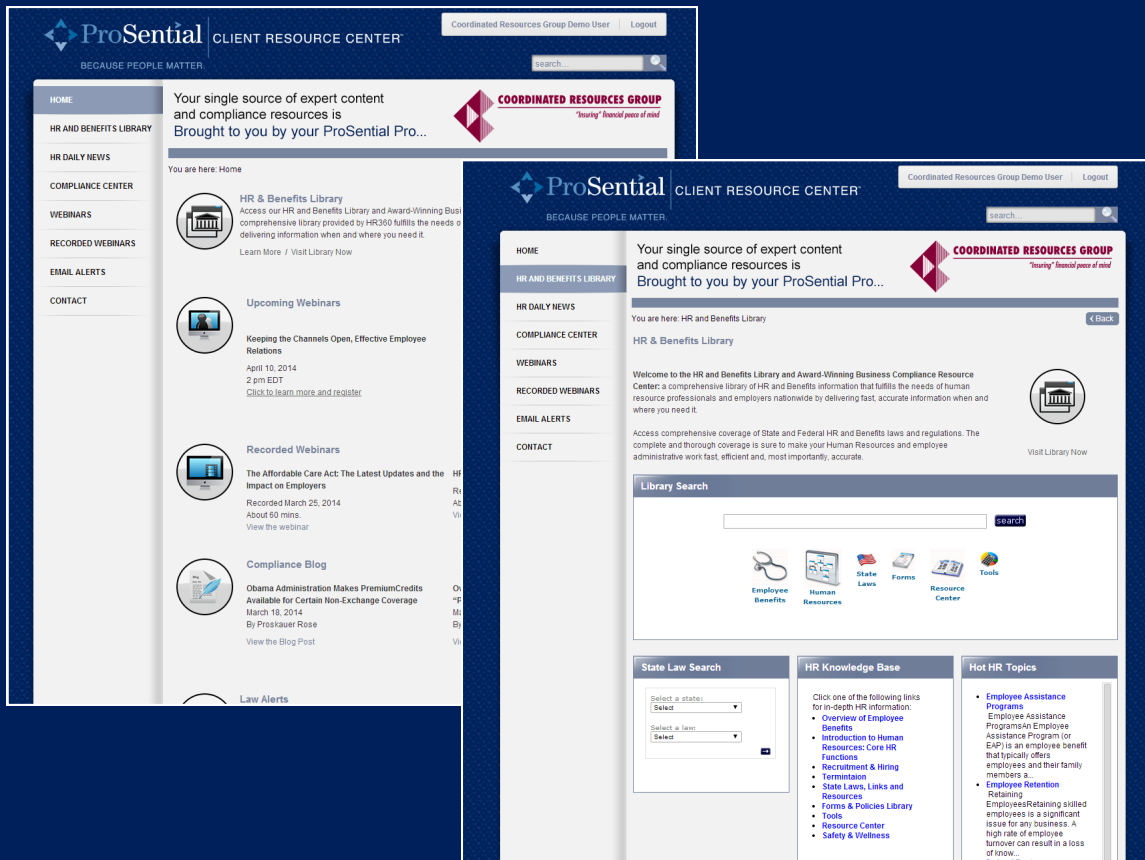 ProSential CLIENT RESOURCE CENTER
BECAUSE PEOPLE MATTER.
Coordinated Resources Group Demo User | Logout
search...
HOME
HR AND BENEFITS LIBRARY
HR DAILY NEWS
COMPLIANCE CENTER
WEBINARS
RECORDED WEBINARS
EMAIL ALERTS
CONTACT
Your single source of expert content
and compliance resources is
Brought to you by your ProSential Pro...
COORDINATED RESOURCES GROUP
"Insuring" financial peace of mind
You are here: Home
HR & Benefits Library
Access our HR and Benefits Library and Award-Winning Busi
comprehensive library provided by HR360 fulfills the needs o
delivering information when and where you need it.
Learn More / Visit Library Now
Upcoming Webinars
Keeping the Channels Open, Effective Employee
Relations
April 10, 2014
2 pm EDT
Click to learn more and register
Recorded Webinars
The Affordable Care Act: The Latest Updates and the
Impact on Employers
Recorded March 25, 2014
About 60 mins.
View the webinar
Compliance Blog
Obama Administration Makes PremiumCredits
Available for Certain Non-Exchange Coverage
March 18, 2014
By Proskauer Rose
View the Blog Post
Law Alerts
ProSential CLIENT RESOURCE CENTER
BECAUSE PEOPLE MATTER.
Coordinated Resources Group Demo User | Logout
search...
HOME
HR AND BENEFITS LIBRARY
HR DAILY NEWS
COMPLIANCE CENTER
WEBINARS
RECORDED WEBINARS
EMAIL ALERTS
CONTACT
Your single source of expert content
and compliance resources is
Brought to you by your ProSential Pro...
COORDINATED RESOURCES GROUP
"Insuring" financial peace of mind
You are here: HR and Benefits Library
Back
HR & Benefits Library
Welcome to the HR and Benefits Library and Award-Winning Business Compliance Resource
Center: a comprehensive library of HR and Benefits information that fulfills the needs of human
resource professionals and employers nationwide by delivering fast, accurate information when and
where you need it.
Access comprehensive coverage of State and Federal HR and Benefits laws and regulations. The
complete and thorough coverage is sure to make your Human Resources and employee
administrative work fast, efficient and, most importantly, accurate.
Visit Library Now
Library Search
search
Employee
Benefits
Human
Resources
State
Laws
Forms
Resource
Center
Tools
State Law Search
Select a state:
Select
Select a law:
Select
HR Knowledge Base
Click one of the following links
for in-depth HR information:
Overview of Employee
Benefits
Introduction to Human
Resources: Core HR
Functions
Recruitment & Hiring
Termintaion
State Laws, Links and
Resources
Forms & Policies Library
Tools
Resource Center
Safety & Wellness
Hot HR Topics
Employee Assistance
Programs
Employee Assistance
ProgramsAn Employee
Assistance Program (or
EAP) is an employee benefit
that typically offers
employees and their family
members a...
Employee Retention
Retaining
EmployeesRetaining skilled
employees is a significant
issue for any business. A
high rate of employee
turnover can result in a loss
of know...